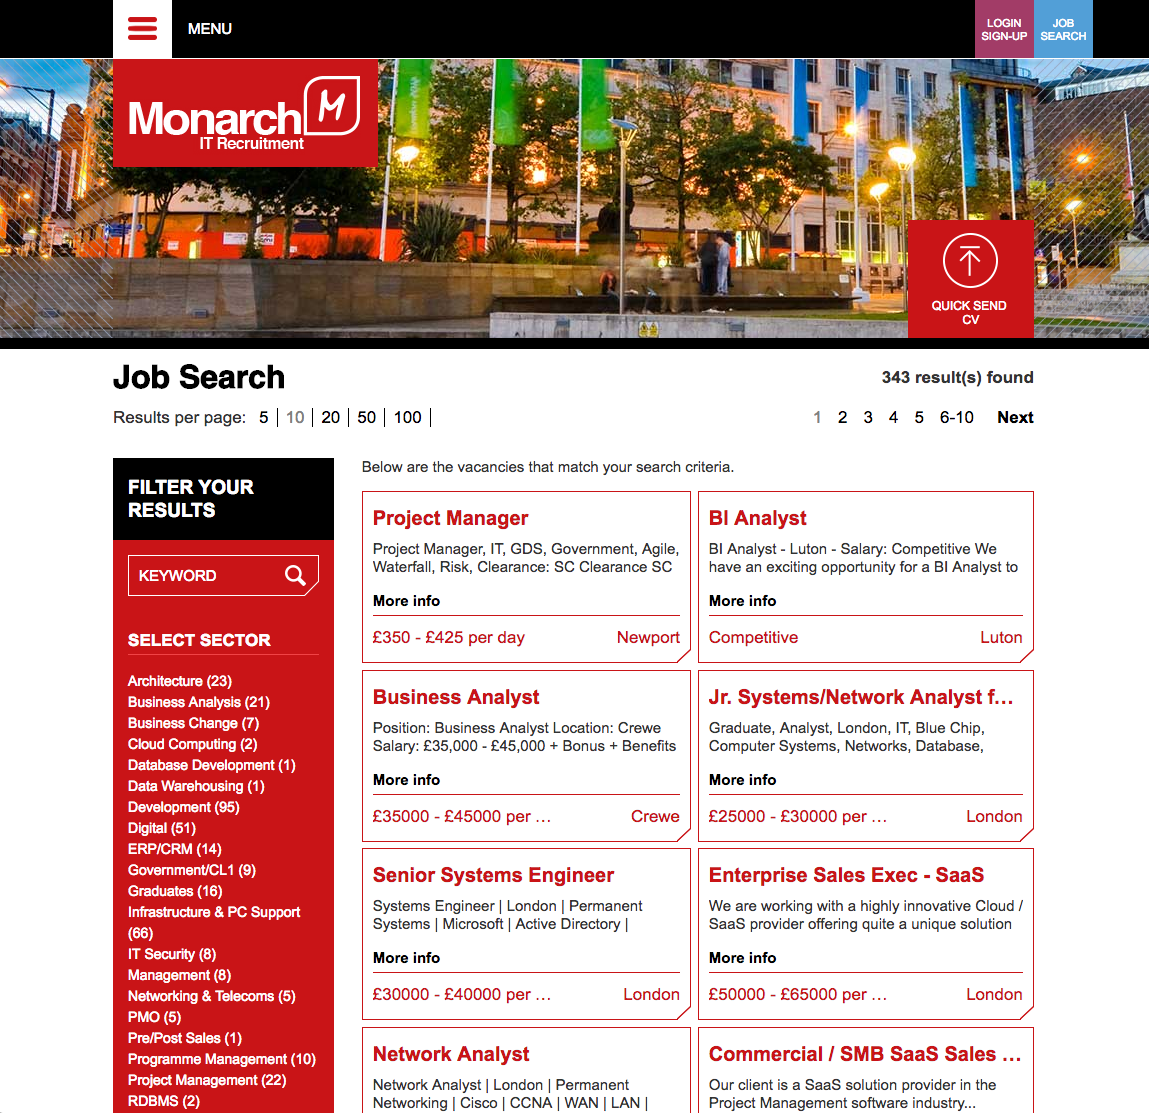 MENU
LOGIN
SIGN-UP
JOB
SEARCH
Monarch
IT Recruitment
QUICK SEND
CV
Job Search
343 result(s) found
Results per page: 5 | 10 | 20 | 50 | 100 |
1 2 3 4 5 6-10 Next
FILTER YOUR
RESULTS
KEYWORD
SELECT SECTOR
Architecture (23)
Business Analysis (21)
Business Change (7)
Cloud Computing (2)
Database Development (1)
Data Warehousing (1)
Development (95)
Digital (51)
ERP/CRM (14)
Government/CL1 (9)
Graduates (16)
Infrastructure & PC Support
(66)
IT Security (8)
Management (8)
Networking & Telecoms (5)
PMO (5)
Pre/Post Sales (1)
Programme Management (10)
Project Management (22)
RDBMS (2)
Below are the vacancies that match your search criteria.
Project Manager
Project Manager, IT, GDS, Government, Agile,
Waterfall, Risk, Clearance: SC Clearance SC
More info
£350 - £425 per day Newport
BI Analyst
BI Analyst - Luton - Salary: Competitive We
have an exciting opportunity for a BI Analyst to
More info
Competitive Luton
Business Analyst
Position: Business Analyst Location: Crewe
Salary: £35,000 - £45,000 + Bonus + Benefits
More info
£35000 - £45000 per … Crewe
Jr. Systems/Network Analyst f…
Graduate, Analyst, London, IT, Blue Chip,
Computer Systems, Networks, Database,
More info
£25000 - £30000 per … London
Senior Systems Engineer
Systems Engineer | London | Permanent
Systems | Microsoft | Active Directory |
More info
£30000 - £40000 per … London
Enterprise Sales Exec - SaaS
We are working with a highly innovative Cloud /
SaaS provider offering quite a unique solution
More info
£50000 - £65000 per … London
Network Analyst
Network Analyst | London | Permanent
Networking | Cisco | CCNA | WAN | LAN |
Commercial / SMB SaaS Sales …
Our client is a SaaS solution provider in the
Project Management software industry...